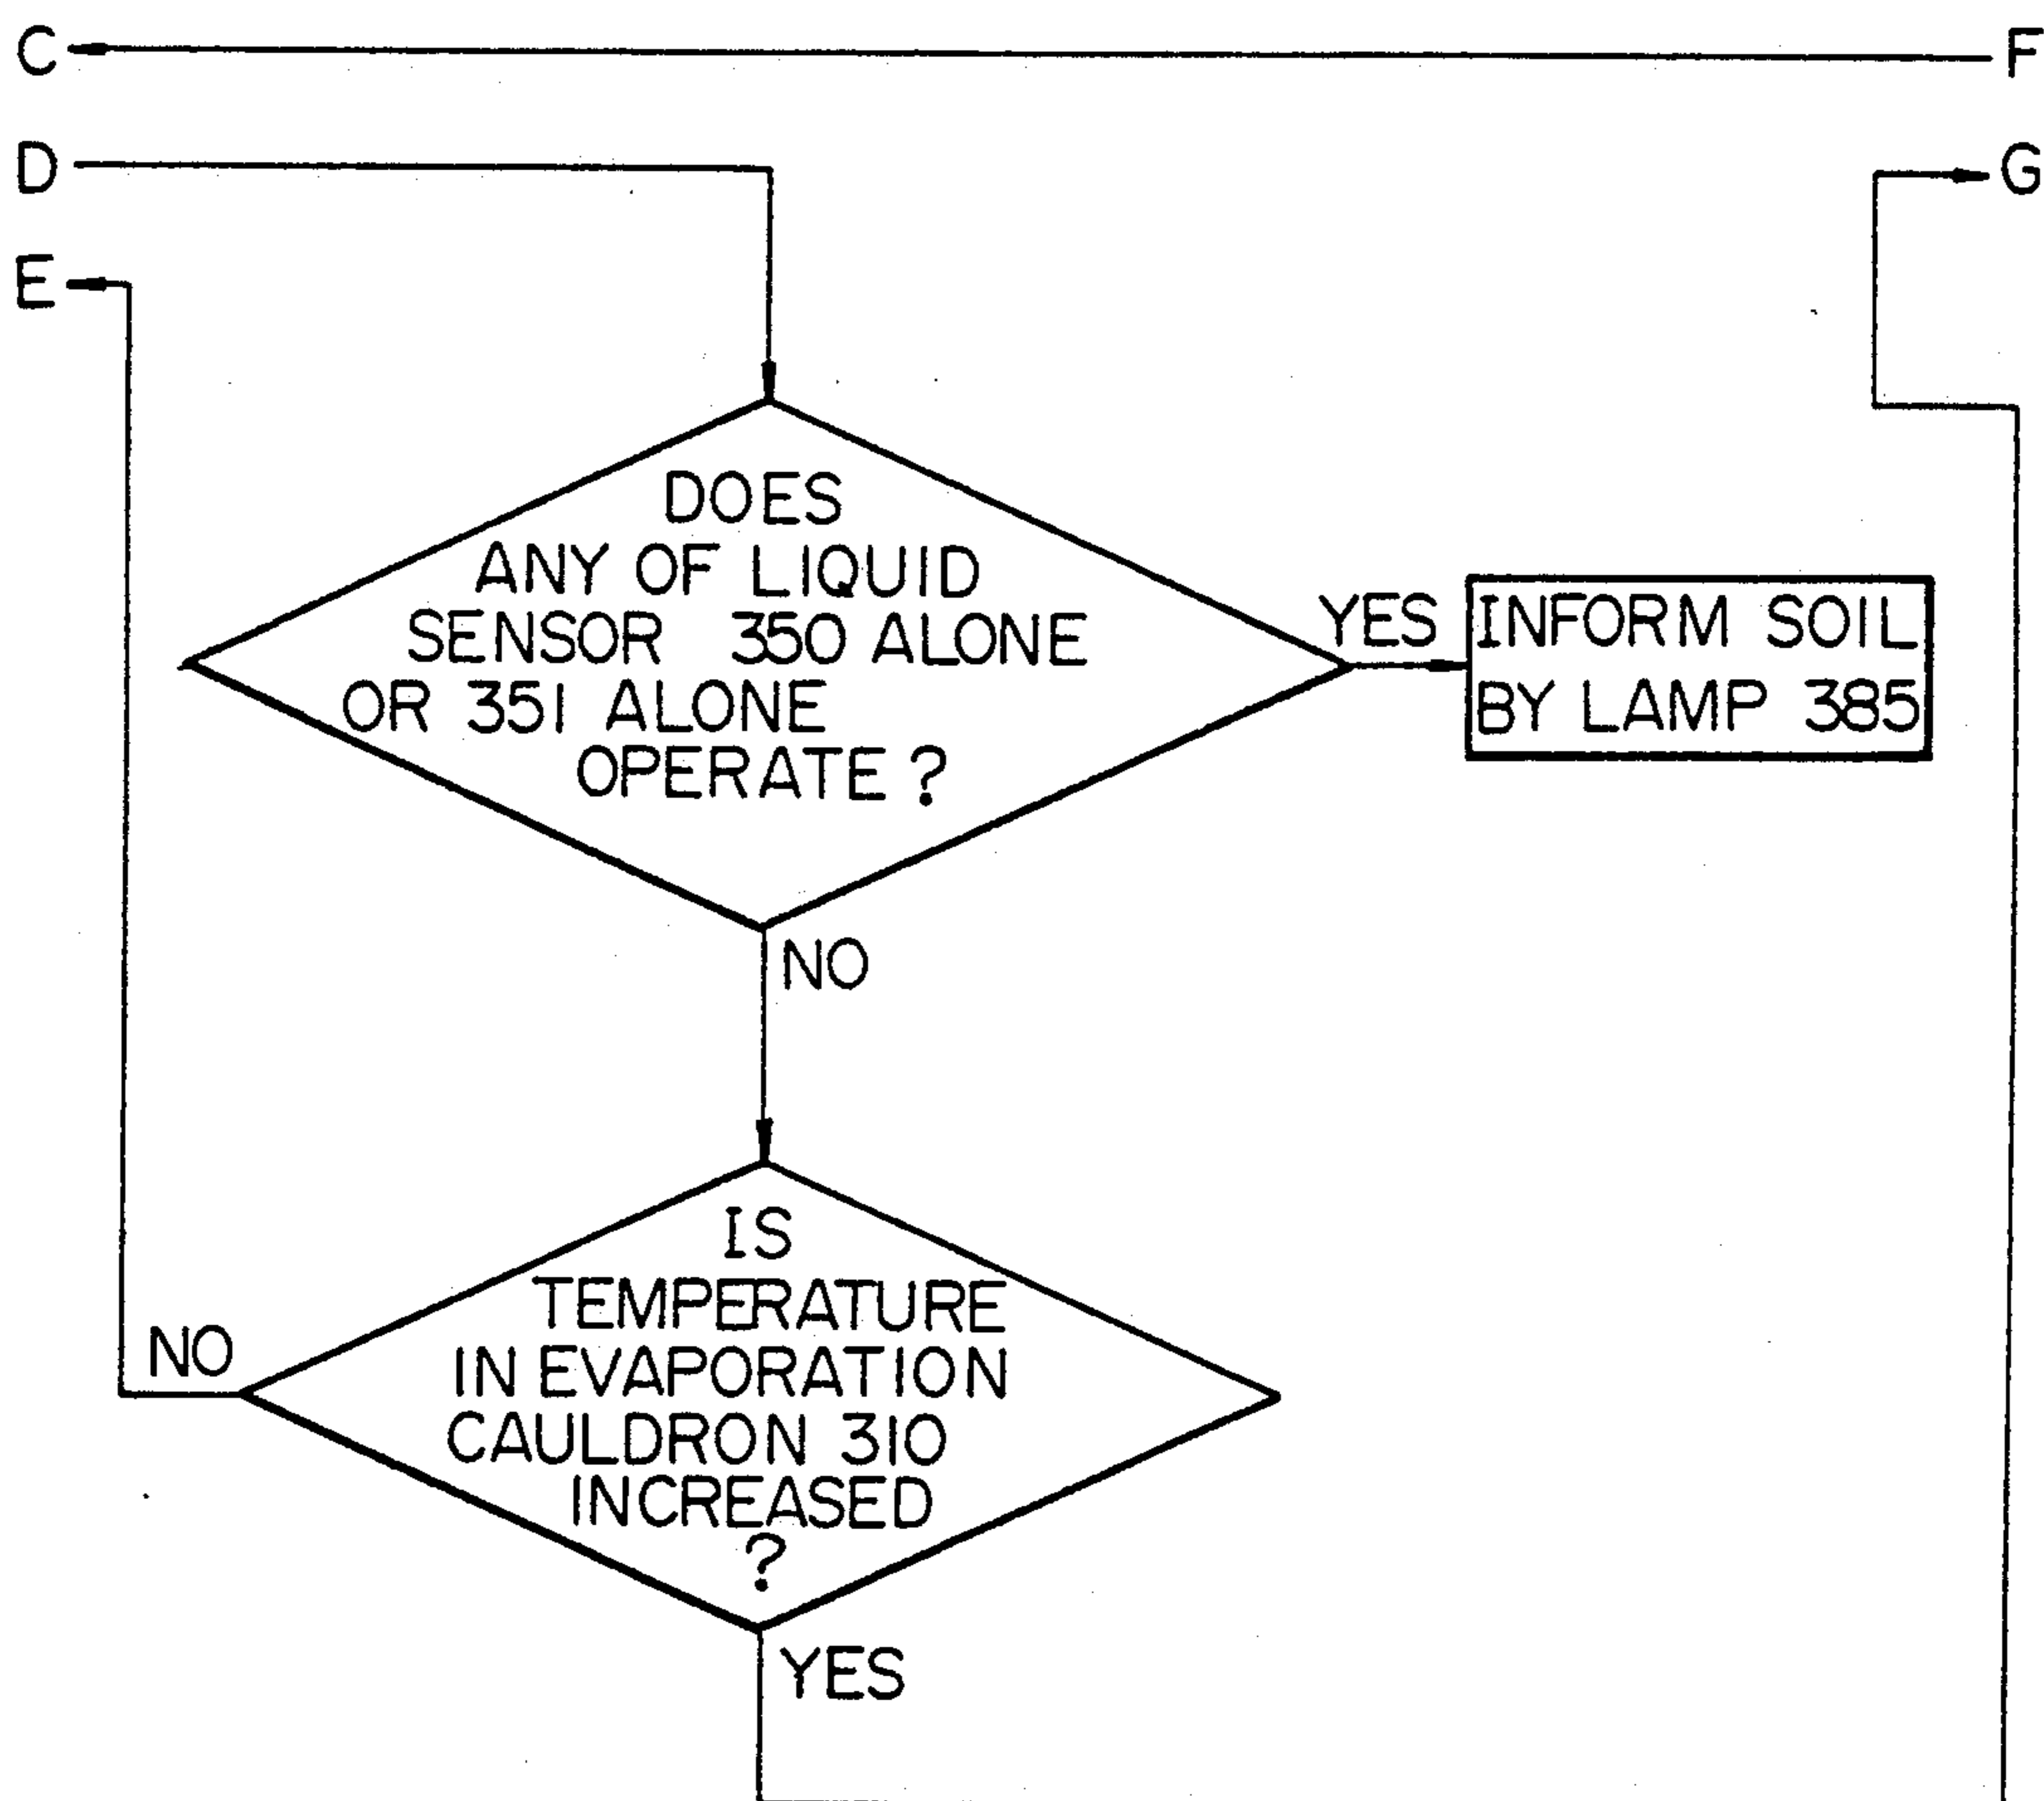 C
F
D
G
E
DOES
ANY OF LIQUID
SENSOR 350 ALONE
OR 351 ALONE
OPERATE ?
YES
INFORM SOIL
BY LAMP 385
NO
IS
TEMPERATURE
IN EVAPORATION
CAULDRON 310
INCREASED
?
NO
YES